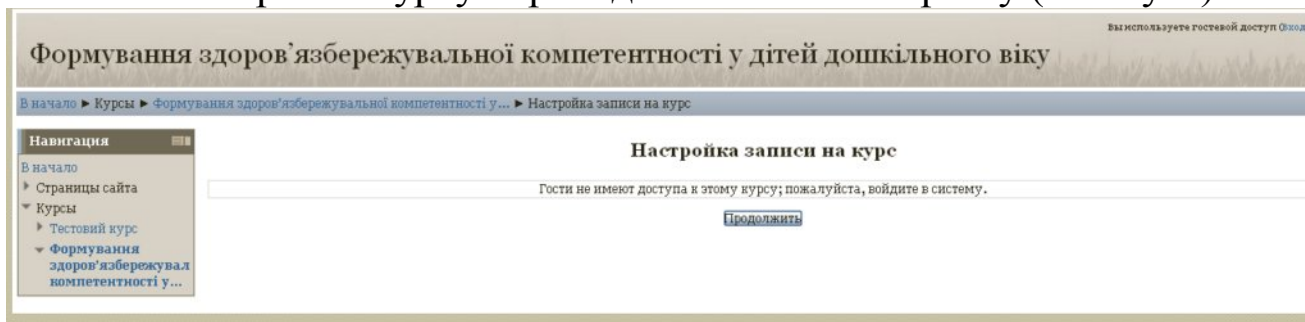 Вы используете гостевой доступ (Вход
Формування здоров'язбережувальної компетентності у дітей дошкільного віку
В начало ► Курсы ► Формування здоров'язбережувальної компетентності у... ► Настройка записи на курс
Навигация
В начало
Страницы сайта
Курсы
Тестовий курс
Формування
здоров'язбережувал
компетентності у...
Настройка записи на курс
Гости не имеют доступа к этому курсу; пожалуйста, войдите в систему.
Продолжить